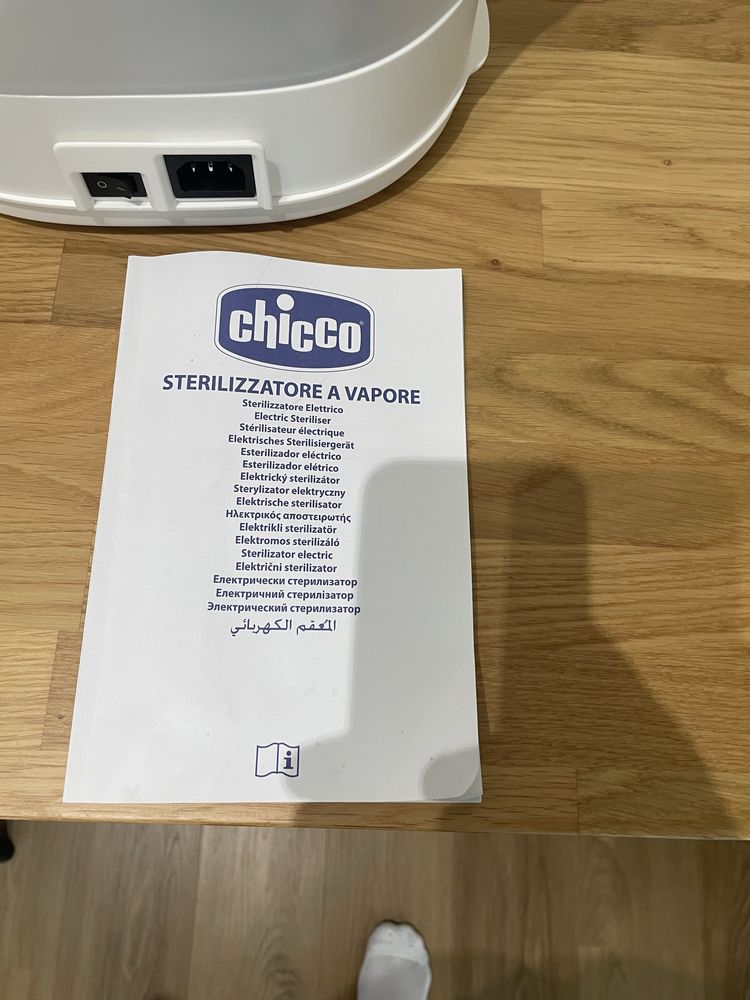 chicco
STERILIZZATORE A VAPORE
Sterilizzatore Elettrico
Electric Steriliser
Stérilisateur électrique
Elektrisches Sterilisiergerät
Esterilizador eléctrico
Esterilizador elétrico
Elektrický sterilizátor
Sterylizator elektryczny
Elektrische sterilisator
Ηλεκτρικός αποστειρωτής
Elektrikli sterilizatör
Elektromos sterilizáló
Sterilizator electric
Električni sterilizator
Електрически стерилизатор
Електричний стерилізатор
Электрический стерилизатор
المعقم الكهربائي
i